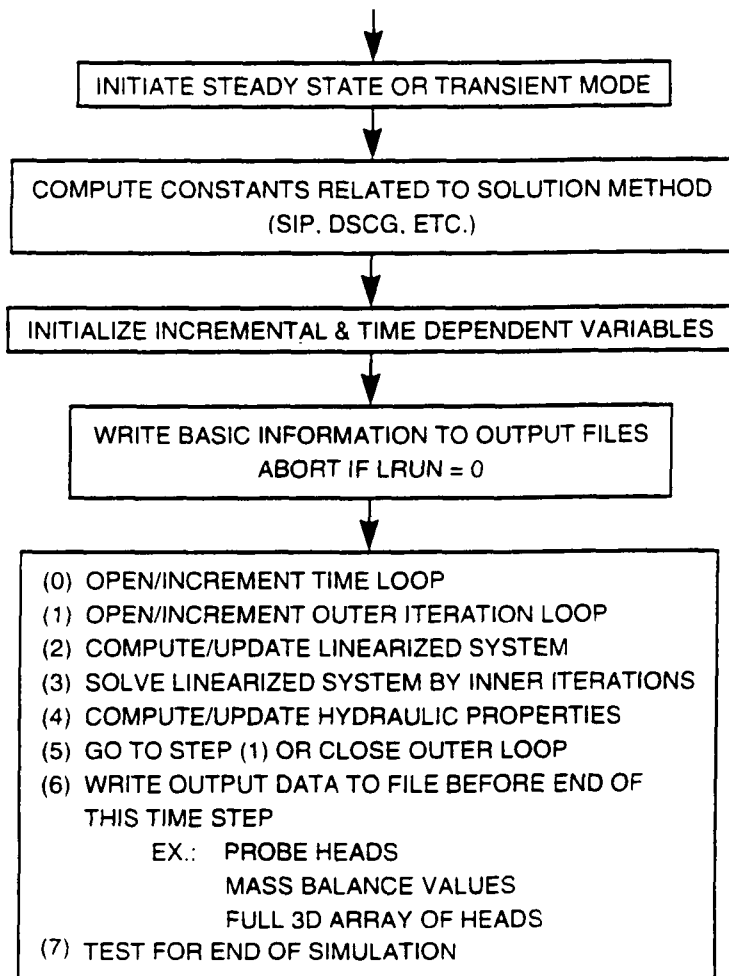 INITIATE STEADY STATE OR TRANSIENT MODE
COMPUTE CONSTANTS RELATED TO SOLUTION METHOD
(SIP, DSCG, ETC.)
INITIALIZE INCREMENTAL & TIME DEPENDENT VARIABLES
WRITE BASIC INFORMATION TO OUTPUT FILES
ABORT IF LRUN = 0
(0) OPEN/INCREMENT TIME LOOP
(1) OPEN/INCREMENT OUTER ITERATION LOOP
(2) COMPUTE/UPDATE LINEARIZED SYSTEM
(3) SOLVE LINEARIZED SYSTEM BY INNER ITERATIONS
(4) COMPUTE/UPDATE HYDRAULIC PROPERTIES
(5) GO TO STEP (1) OR CLOSE OUTER LOOP
(6) WRITE OUTPUT DATA TO FILE BEFORE END OF
THIS TIME STEP
EX.: PROBE HEADS
MASS BALANCE VALUES
FULL 3D ARRAY OF HEADS
(7) TEST FOR END OF SIMULATION